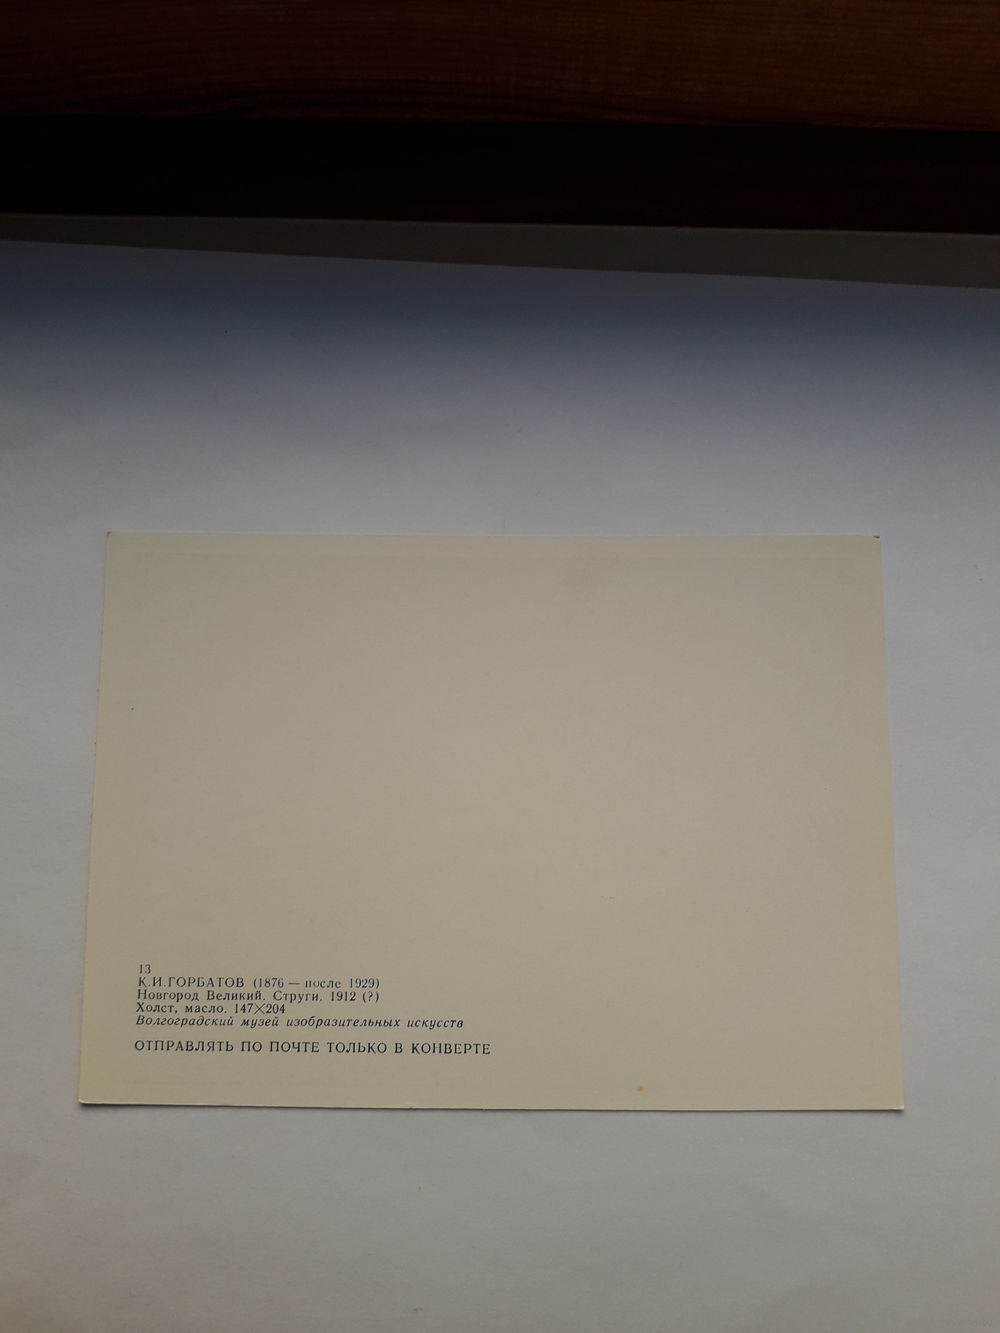 13
К.И.ГОРБАТОВ (1876 — после 1929)
Новгород Великий. Струги. 1912 (?)
Холст, масло. 147×204
Волгоградский музей изобразительных искусств
ОТПРАВЛЯТЬ ПО ПОЧТЕ ТОЛЬКО В КОНВЕРТЕ